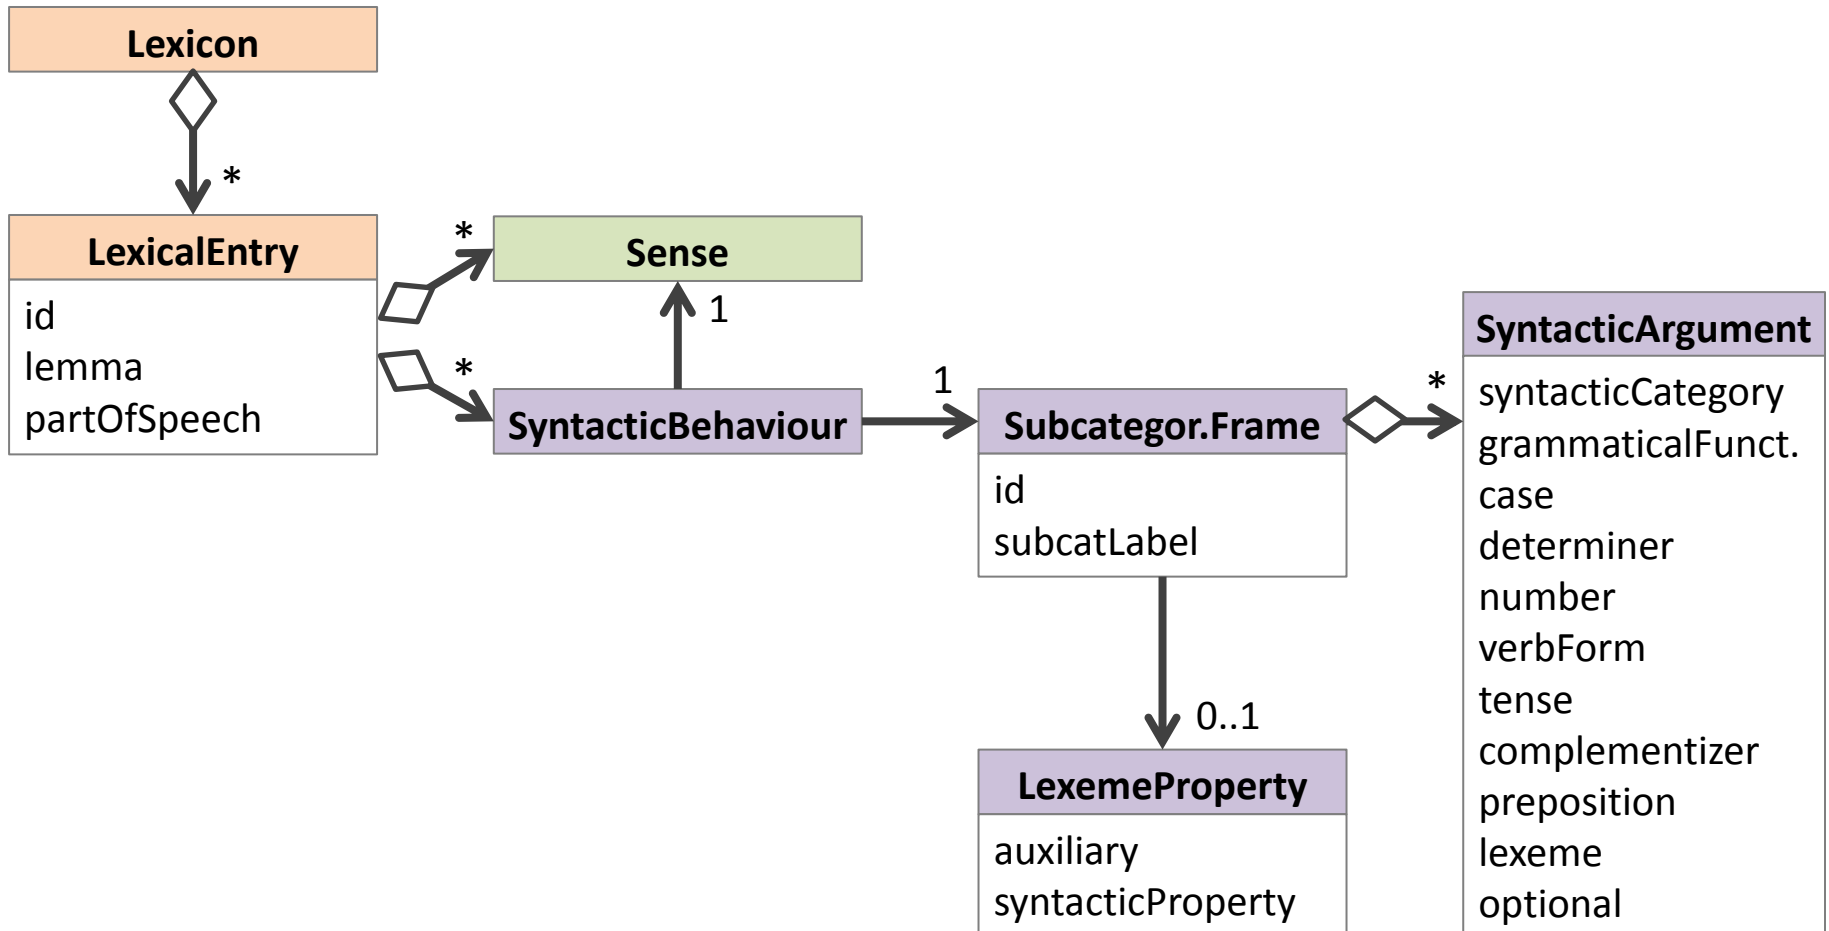 Lexicon
*
LexicalEntry
id
lemma
partOfSpeech
*
*
Sense
1
SyntacticBehaviour
1
Subcategor.Frame
id
subcatLabel
*
0..1
LexemeProperty
auxiliary
syntacticProperty
SyntacticArgument
syntacticCategory
grammaticalFunct.
case
determiner
number
verbForm
tense
complementizer
preposition
lexeme
optional